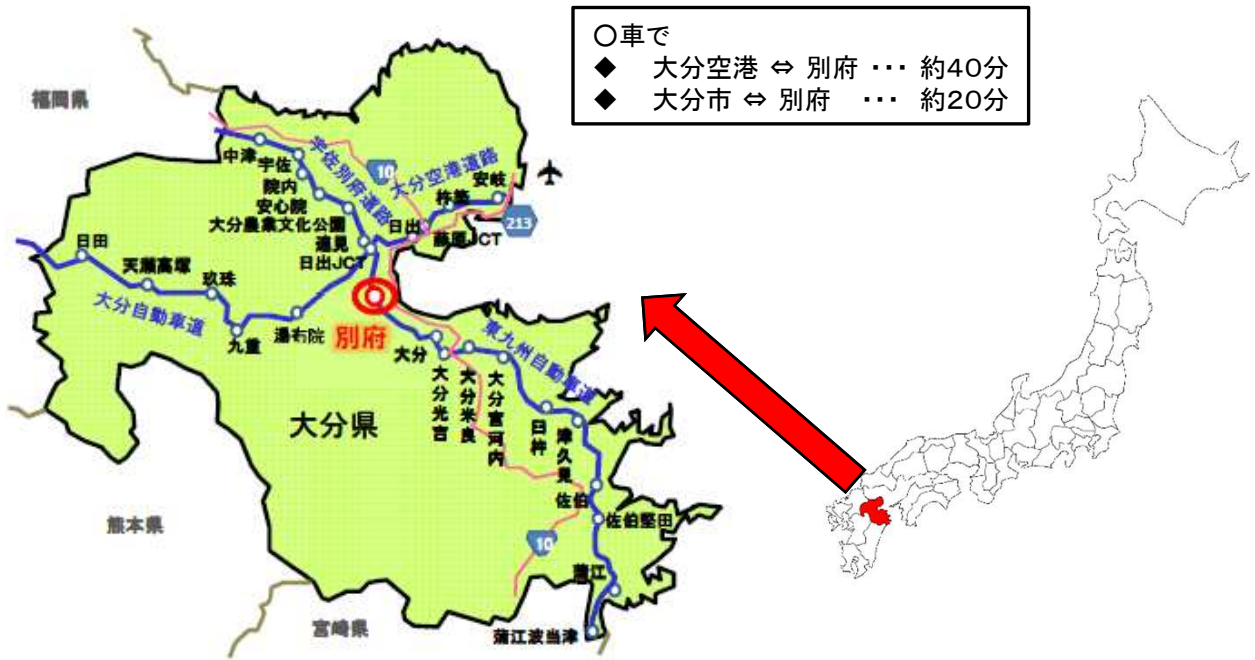 ○車で
◆ 大分空港 ⇔ 別府 ・・・ 約40分
◆ 大分市 ⇔ 別府 ・・・ 約20分
福岡県
中津
宇佐
院内
安心院
大分農業文化公園
速見
日出JCT
宇佐別府道路
10
大分空港道路
安岐
杵築
日出
藤原JCT
213
日田
天瀬高塚
玖珠
大分自動車道
九重
湯布院
別府
大分
東九州自動車道
大分光吉
大分米良
大分宮河内
臼杵
津久見
大分県
佐伯
佐伯堅田
熊本県
10
蒲江
宮崎県
蒲江波当津